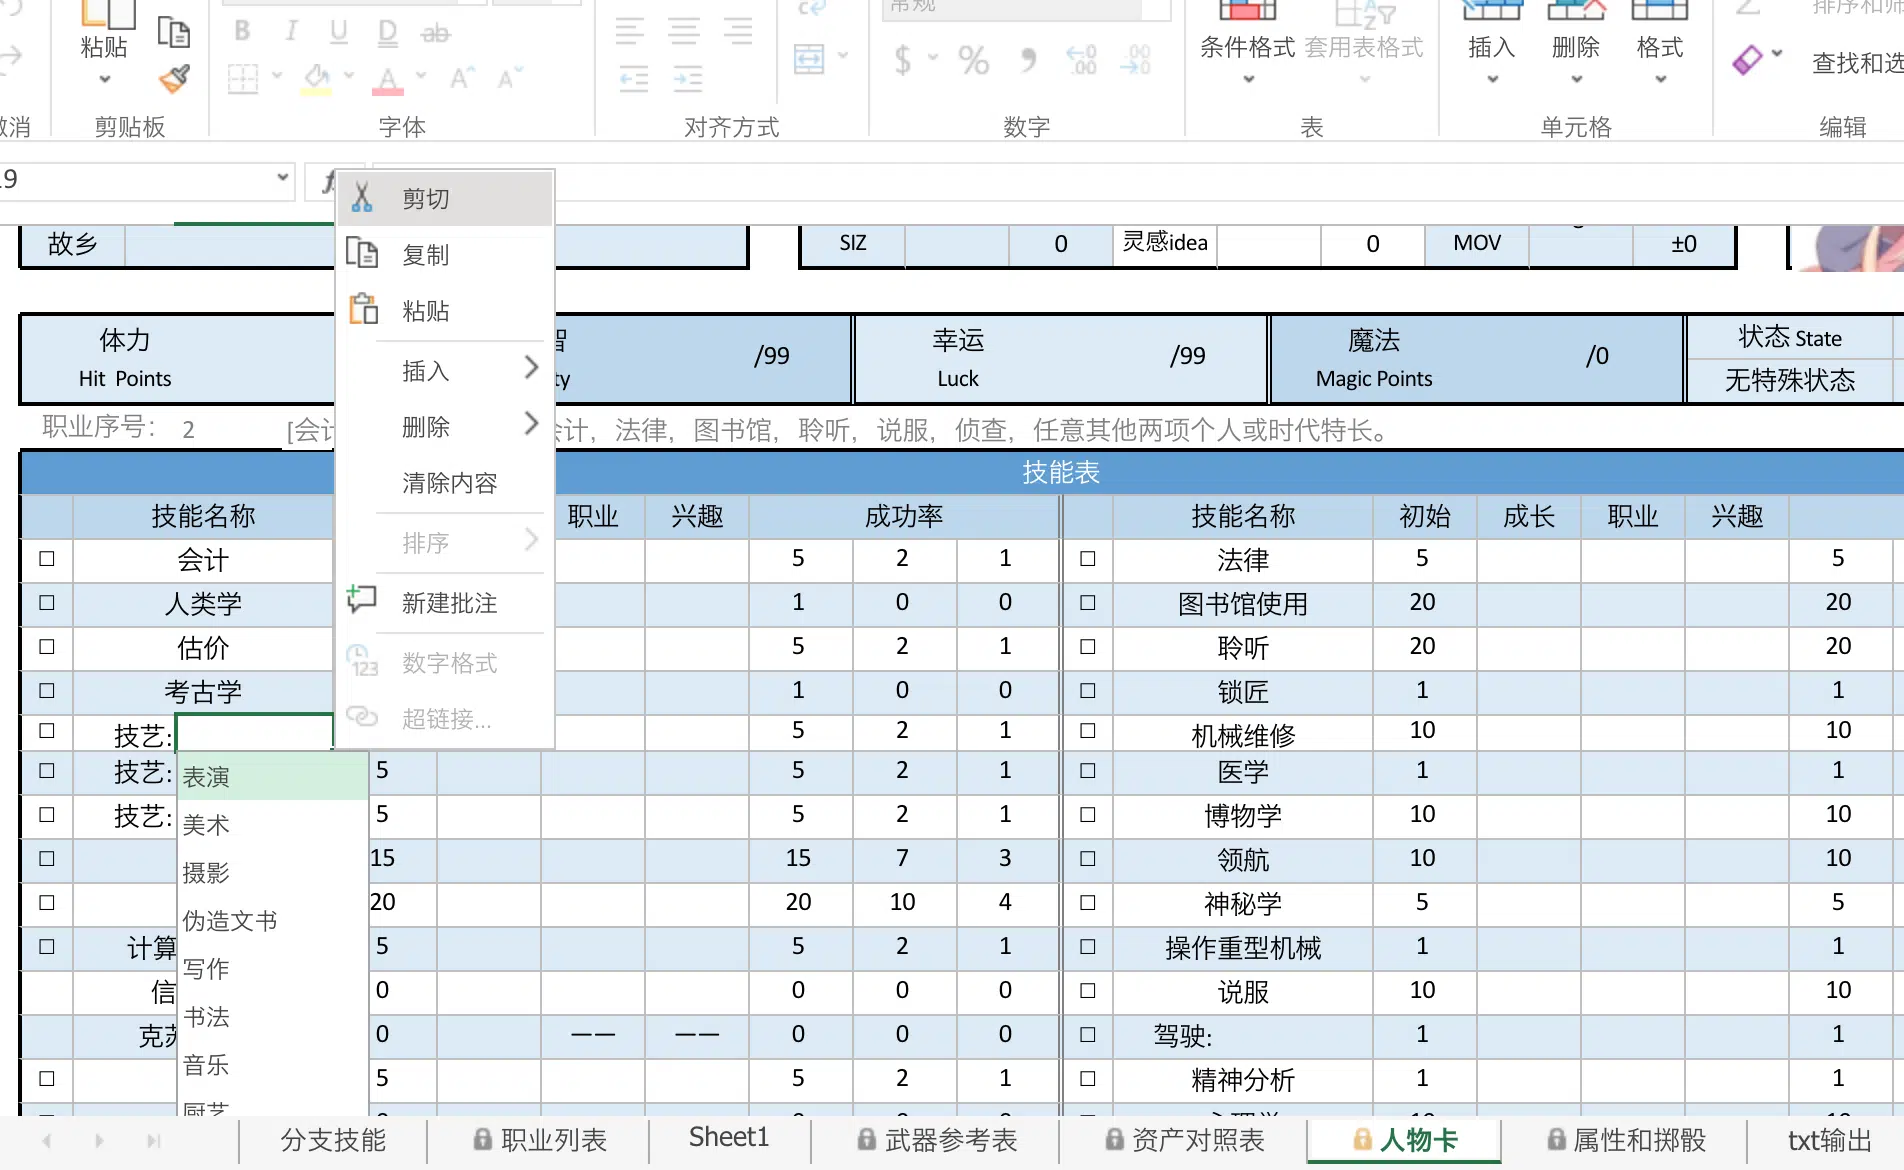 常规
排序和筛
粘贴
B I U D ab
$ % , .00 .00
条件格式 套用表格式
插入 删除 格式
查找和选
A A A
撤消 剪贴板 字体 对齐方式 数字 表 单元格 编辑
19
剪切
复制
粘贴
插入
删除
清除内容
排序
新建批注
数字格式
超链接...
故乡
SIZ 0 灵感idea 0 MOV ±0
体力
Hit Points
智 /99
ty
幸运 /99
Luck
魔法 /0
Magic Points
状态 State
无特殊状态
职业序号： 2 [会计 会计，法律，图书馆，聆听，说服，侦查，任意其他两项个人或时代特长。
技能表
技能名称 职业 兴趣 成功率 技能名称 初始 成长 职业 兴趣
☐ 会计 5 2 1 ☐ 法律 5 5
☐ 人类学 1 0 0 ☐ 图书馆使用 20 20
☐ 估价 5 2 1 ☐ 聆听 20 20
☐ 考古学 1 0 0 ☐ 锁匠 1 1
☐ 技艺: 5 2 1 ☐ 机械维修 10 10
☐ 技艺: 5 5 2 1 ☐ 医学 1 1
☐ 技艺: 5 5 2 1 ☐ 博物学 10 10
☐ 15 15 7 3 ☐ 领航 10 10
☐ 20 20 10 4 ☐ 神秘学 5 5
☐ 计算 5 5 2 1 ☐ 操作重型机械 1 1
信 0 0 0 0 ☐ 说服 10 10
克苏 0 —— —— 0 0 0 ☐ 驾驶: 1 1
☐ 5 5 2 1 ☐ 精神分析 1 1
表演
美术
摄影
伪造文书
写作
书法
音乐
厨艺
心理学 10 10
分支技能 职业列表 Sheet1 武器参考表 资产对照表 人物卡 属性和掷骰 txt输出